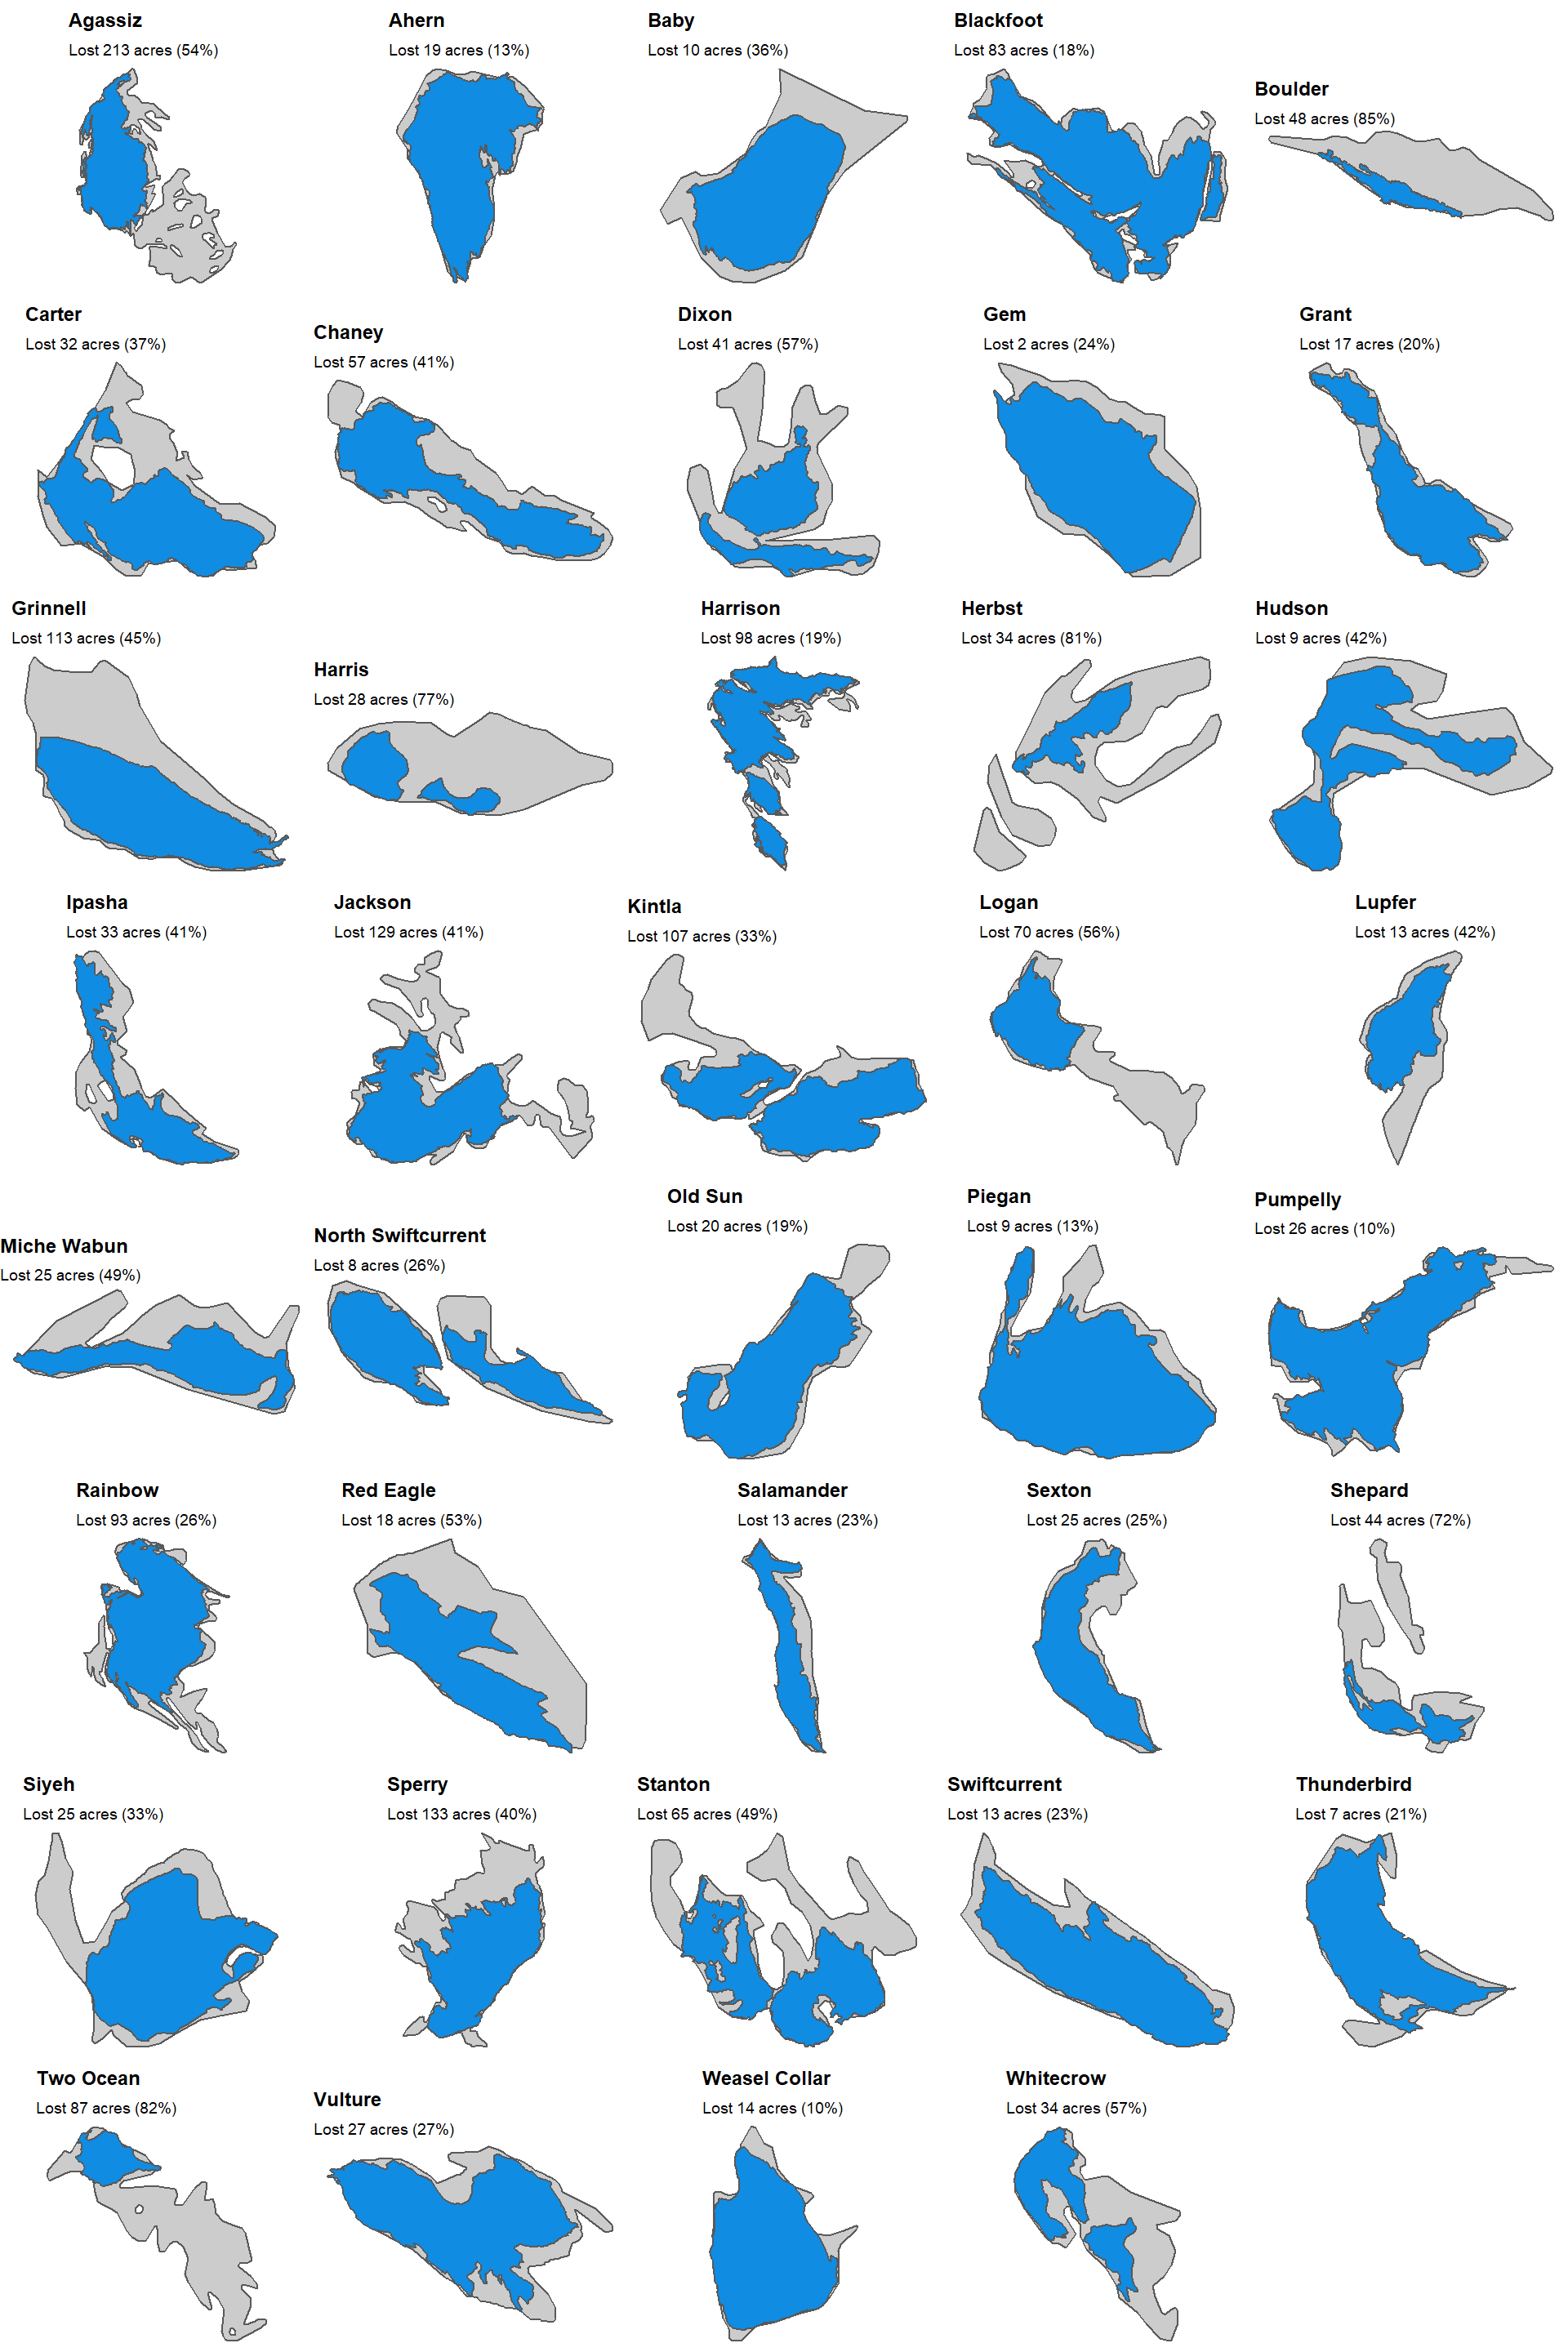 Agassiz
Lost 213 acres (54%)
Ahern
Lost 19 acres (13%)
Baby
Lost 10 acres (36%)
Blackfoot
Lost 83 acres (18%)
Boulder
Lost 48 acres (85%)
Carter
Lost 32 acres (37%)
Chaney
Lost 57 acres (41%)
Dixon
Lost 41 acres (57%)
Gem
Lost 2 acres (24%)
Grant
Lost 17 acres (20%)
Grinnell
Lost 113 acres (45%)
Harris
Lost 28 acres (77%)
Harrison
Lost 98 acres (19%)
Herbst
Lost 34 acres (81%)
Hudson
Lost 9 acres (42%)
Ipasha
Lost 33 acres (41%)
Jackson
Lost 129 acres (41%)
Kintla
Lost 107 acres (33%)
Logan
Lost 70 acres (56%)
Lupfer
Lost 13 acres (42%)
Miche Wabun
Lost 25 acres (49%)
North Swiftcurrent
Lost 8 acres (26%)
Old Sun
Lost 20 acres (19%)
Piegan
Lost 9 acres (13%)
Pumpelly
Lost 26 acres (10%)
Rainbow
Lost 93 acres (26%)
Red Eagle
Lost 18 acres (53%)
Salamander
Lost 13 acres (23%)
Sexton
Lost 25 acres (25%)
Shepard
Lost 44 acres (72%)
Siyeh
Lost 25 acres (33%)
Sperry
Lost 133 acres (40%)
Stanton
Lost 65 acres (49%)
Swiftcurrent
Lost 13 acres (23%)
Thunderbird
Lost 7 acres (21%)
Two Ocean
Lost 87 acres (82%)
Vulture
Lost 27 acres (27%)
Weasel Collar
Lost 14 acres (10%)
Whitecrow
Lost 34 acres (57%)